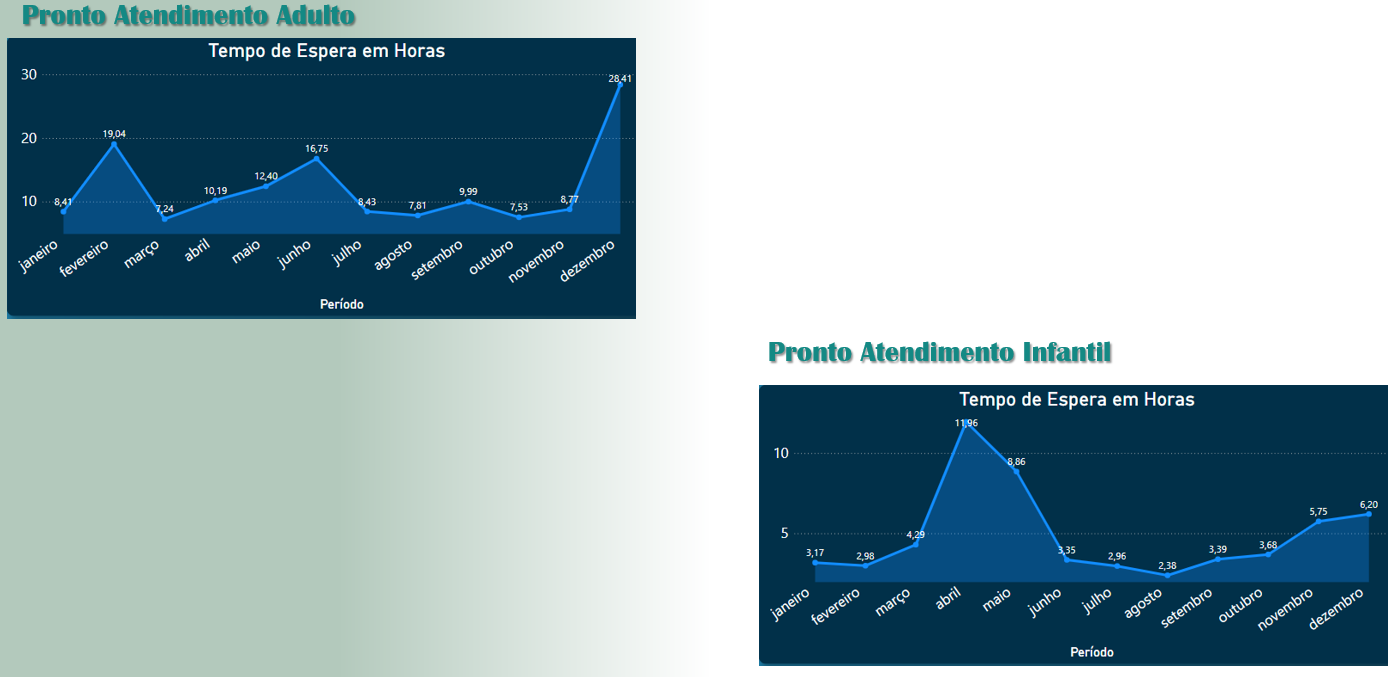 Pronto Atendimento Adulto
Tempo de Espera em Horas
30
20
10
8,41
19,04
7,24
10,19
12,40
16,75
8,43
7,81
9,99
7,53
8,77
28,41
janeiro
fevereiro
março
abril
maio
junho
julho
agosto
setembro
outubro
novembro
dezembro
Período
Pronto Atendimento Infantil
Tempo de Espera em Horas
10
5
3,17
2,98
4,29
11,96
8,86
3,35
2,96
2,38
3,39
3,68
5,75
6,20
janeiro
fevereiro
março
abril
maio
junho
julho
agosto
setembro
outubro
novembro
dezembro
Período